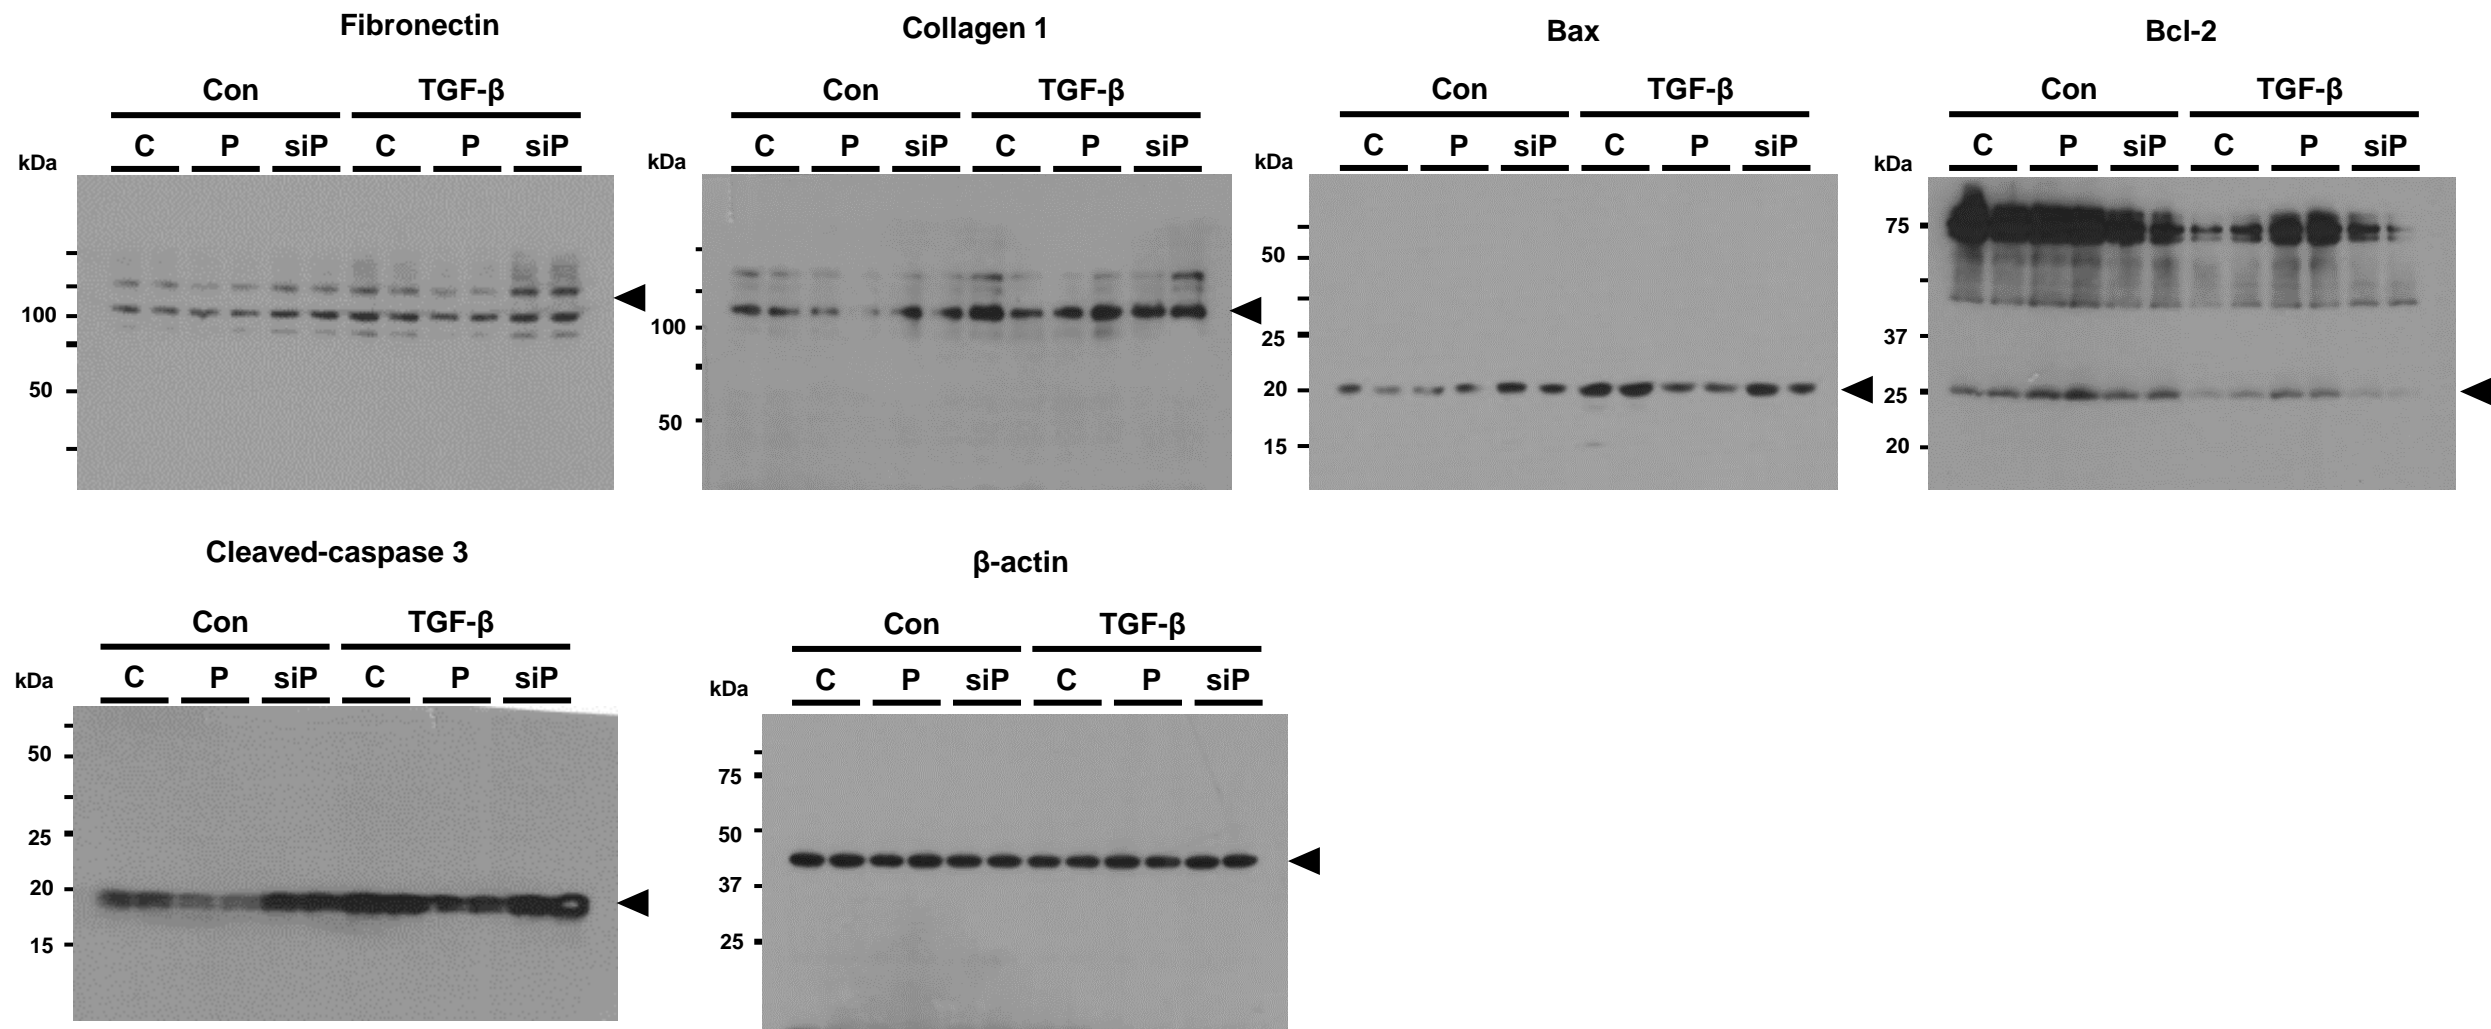 Fibronectin
Con TGF-β
C P siP C P siP
kDa
100
50
Collagen 1
Con TGF-β
C P siP C P siP
kDa
100
50
Bax
Con TGF-β
C P siP C P siP
kDa
50
25
20
15
Bcl-2
Con TGF-β
C P siP C P siP
kDa
75
37
25
20
Cleaved-caspase 3
Con TGF-β
C P siP C P siP
kDa
50
25
20
15
β-actin
Con TGF-β
C P siP C P siP
kDa
75
50
37
25